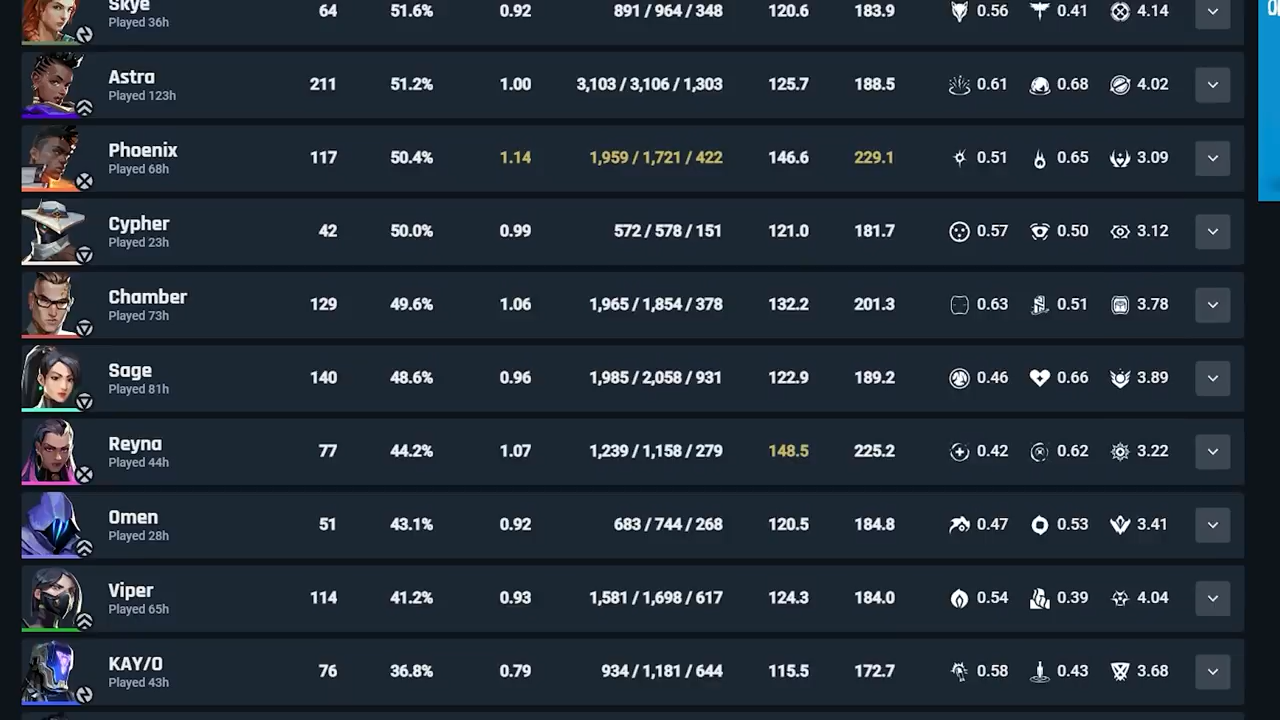 Skye 64 51.6% 0.92 891 / 964 / 348 120.6 183.9 0.56 0.41 4.14
Played 36h
Astra 211 51.2% 1.00 3,103 / 3,106 / 1,303 125.7 188.5 0.61 0.68 4.02
Played 123h
Phoenix 117 50.4% 1.14 1,959 / 1,721 / 422 146.6 229.1 0.51 0.65 3.09
Played 68h
Cypher 42 50.0% 0.99 572 / 578 / 151 121.0 181.7 0.57 0.50 3.12
Played 23h
Chamber 129 49.6% 1.06 1,965 / 1,854 / 378 132.2 201.3 0.63 0.51 3.78
Played 73h
Sage 140 48.6% 0.96 1,985 / 2,058 / 931 122.9 189.2 0.46 0.66 3.89
Played 81h
Reyna 77 44.2% 1.07 1,239 / 1,158 / 279 148.5 225.2 0.42 0.62 3.22
Played 44h
Omen 51 43.1% 0.92 683 / 744 / 268 120.5 184.8 0.47 0.53 3.41
Played 28h
Viper 114 41.2% 0.93 1,581 / 1,698 / 617 124.3 184.0 0.54 0.39 4.04
Played 65h
KAY/O 76 36.8% 0.79 934 / 1,181 / 644 115.5 172.7 0.58 0.43 3.68
Played 43h